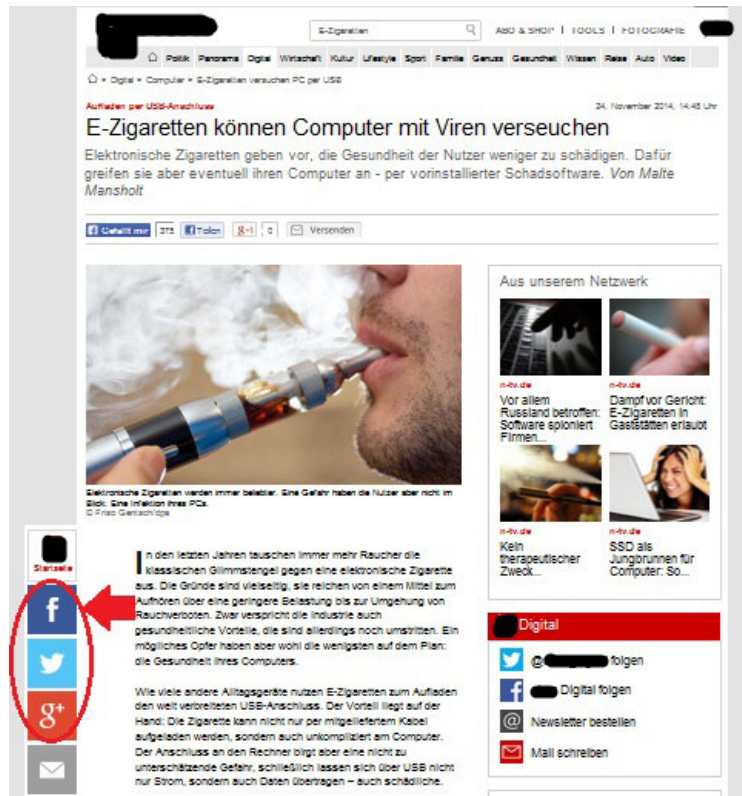 E-Zigaretten
ABO & SHOP | TOOLS | FOTOGRAFIE
Politik Panorama Digital Wirtschaft Kultur Lifestyle Sport Familie Genuss Gesundheit Wissen Reise Auto Video
Digital Computer E-Zigaretten versuchen PC per USB
Aufladen per USB-Anschluss
24. November 2014, 14:45 Uhr
E-Zigaretten können Computer mit Viren verseuchen
Elektronische Zigaretten geben vor, die Gesundheit der Nutzer weniger zu schädigen. Dafür
greifen sie aber eventuell ihren Computer an - per vorinstallierter Schadsoftware. Von Malte
Mansholt
Gefällt mir 375 Teilen g+1 0 Versenden
Elektronische Zigaretten werden immer beliebter. Eine Gefahr haben die Nutzer aber nicht im
Blick: Eine Infektion ihres PCs.
© Friso Gentsch/dpa
In den letzten Jahren tauschen immer mehr Raucher die
klassischen Glimmstengel gegen eine elektronische Zigarette
aus. Die Gründe sind vielseitig, sie reichen von einem Mittel zum
Aufhören über eine geringere Belastung bis zur Umgehung von
Rauchverboten. Zwar verspricht die Industrie auch
gesundheitliche Vorteile, die sind allerdings noch umstritten. Ein
mögliches Opfer haben aber wohl die wenigsten auf dem Plan:
die Gesundheit ihres Computers.
Wie viele andere Alltagsgeräte nutzen E-Zigaretten zum Aufladen
den weit verbreiteten USB-Anschluss. Der Vorteil liegt auf der
Hand: Die Zigarette kann nicht nur per mitgeliefertem Kabel
aufgeladen werden, sondern auch unkompliziert am Computer.
Der Anschluss an den Rechner birgt aber eine nicht zu
unterschätzende Gefahr, schließlich lassen sich über USB nicht
nur Strom, sondern auch Daten übertragen – auch schädliche.
Startseite
f
g+
Aus unserem Netzwerk
n-tv.de
Vor allem
Russland betroffen:
Software spioniert
Firmen...
n-tv.de
Dampf vor Gericht:
E-Zigaretten in
Gaststätten erlaubt
n-tv.de
Kein
therapeutischer
Zweck...
n-tv.de
SSD als
Jungbrunnen für
Computer: So...
Digital
@ folgen
Digital folgen
@ Newsletter bestellen
Mail schreiben